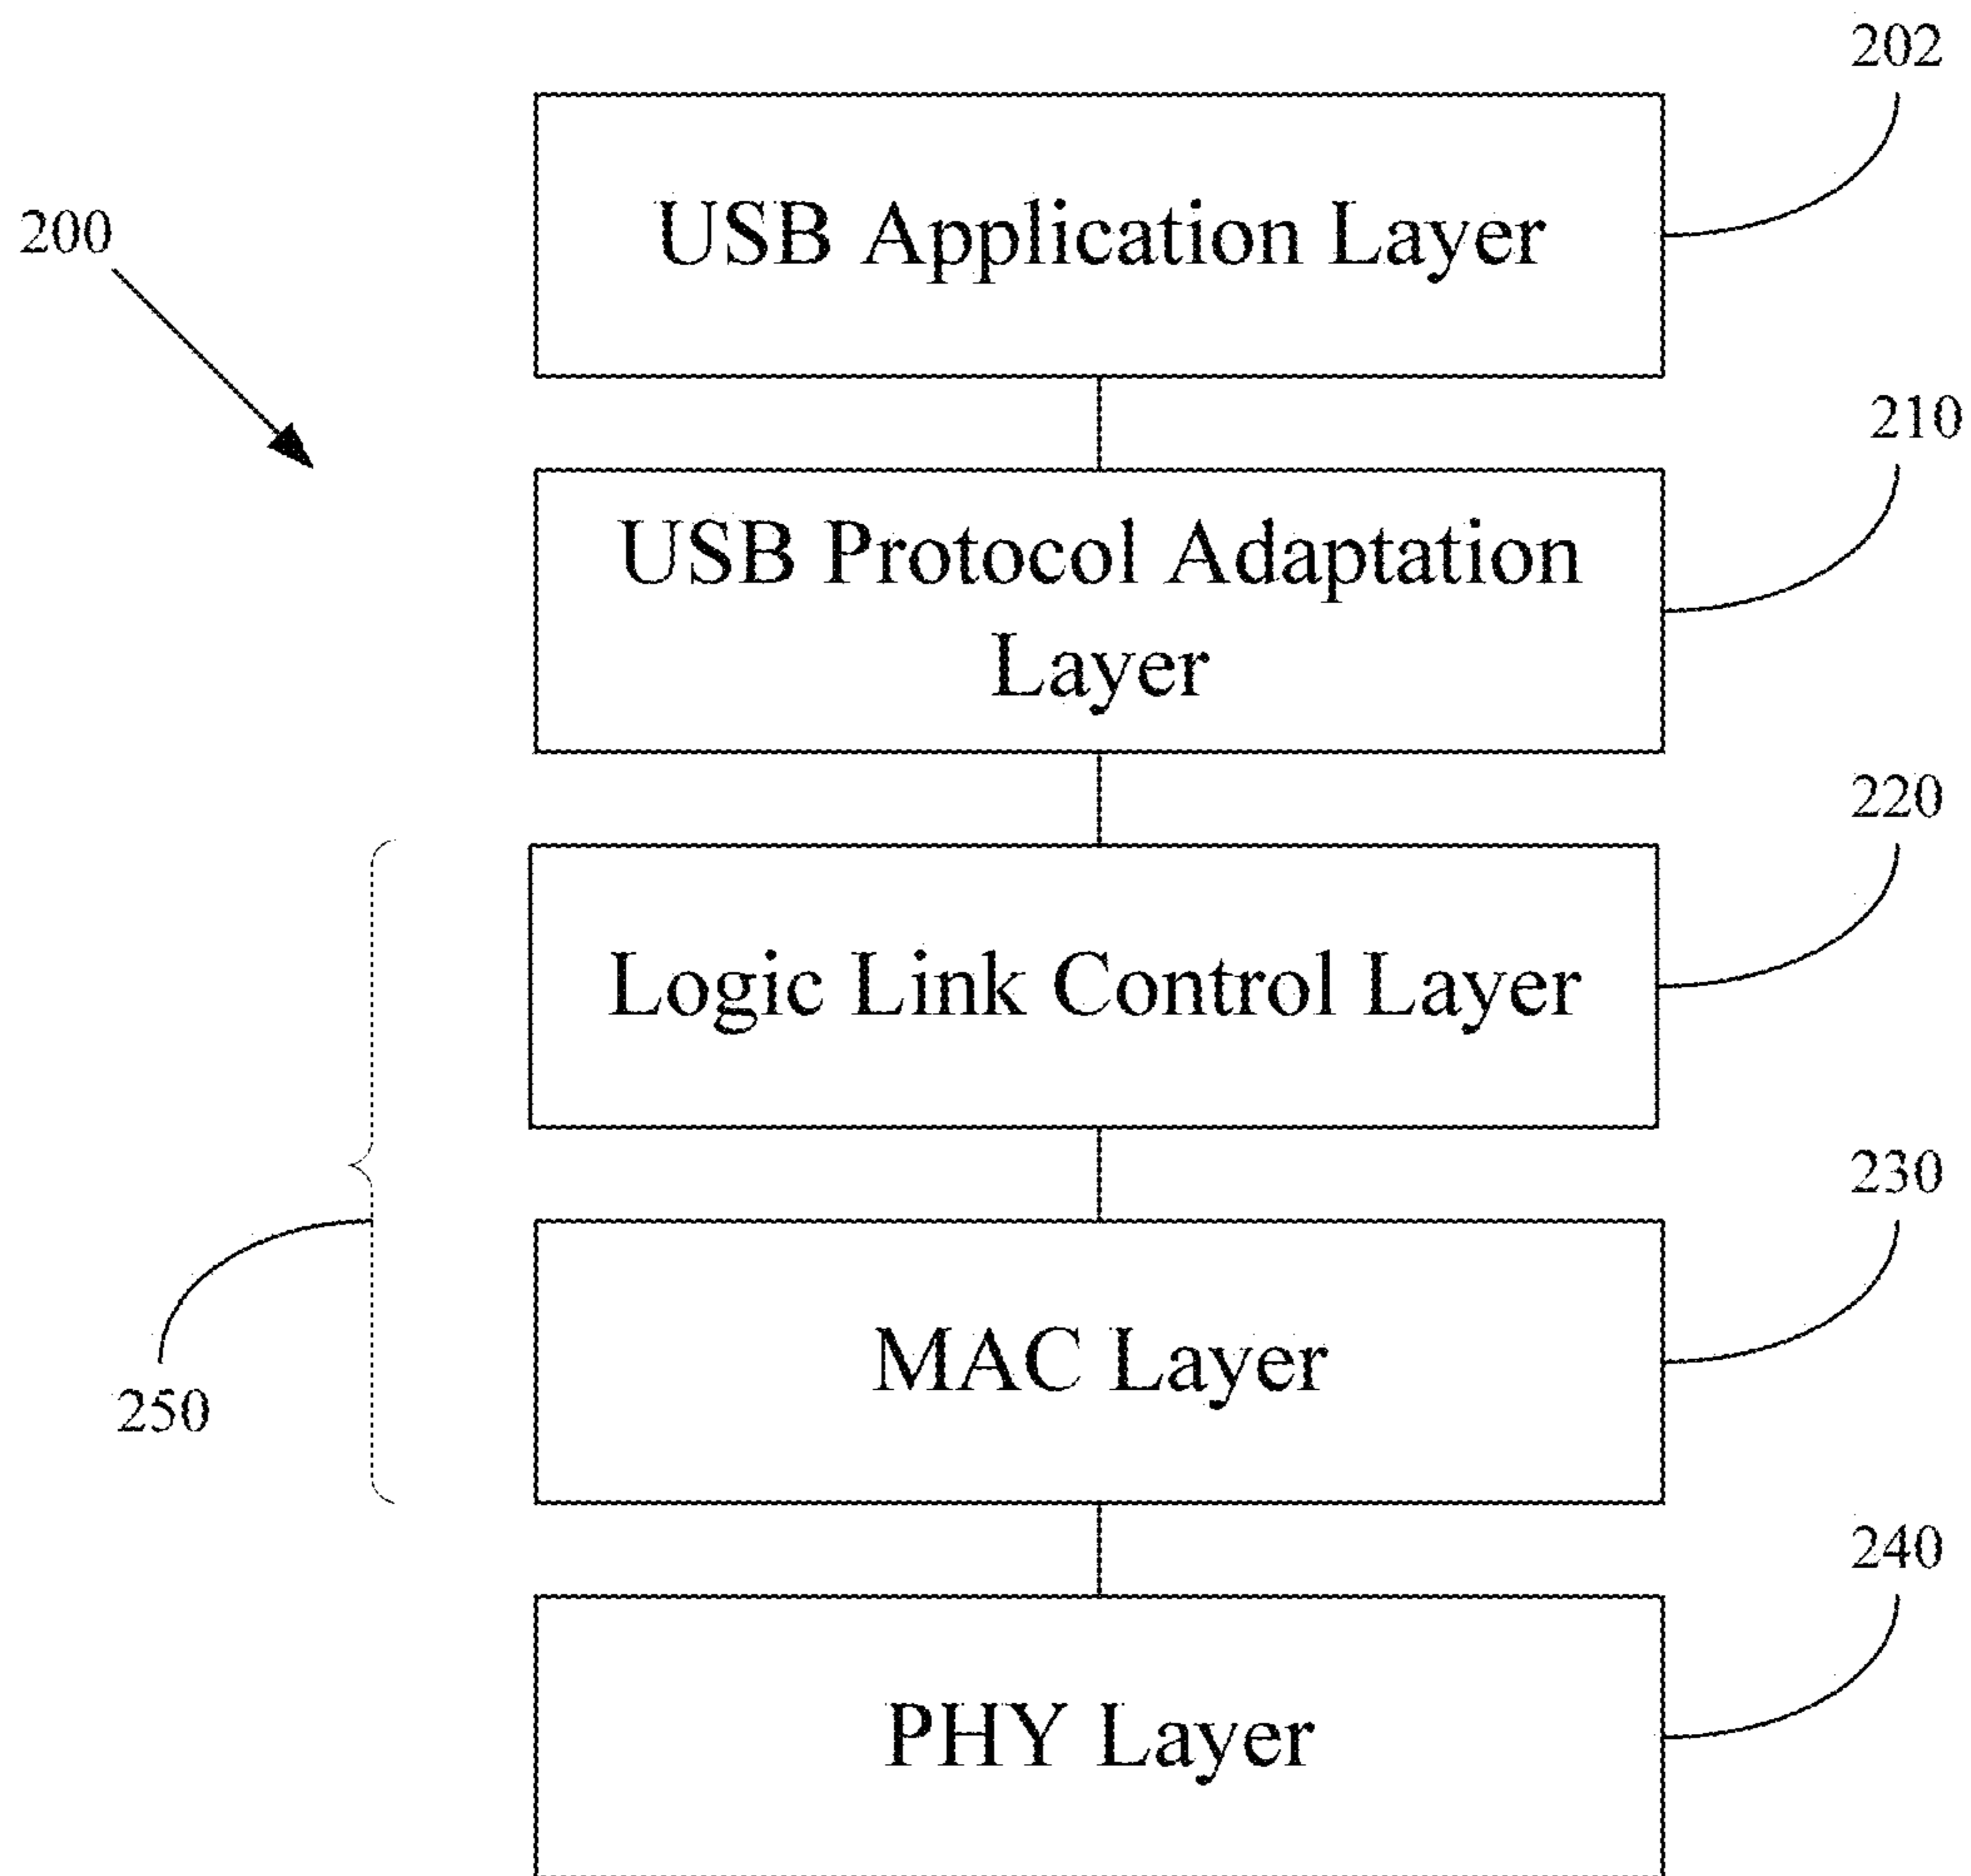 202
USB Application Layer
200
210
USB Protocol Adaptation
Layer
220
Logic Link Control Layer
230
MAC Layer
250
240
PHY Layer